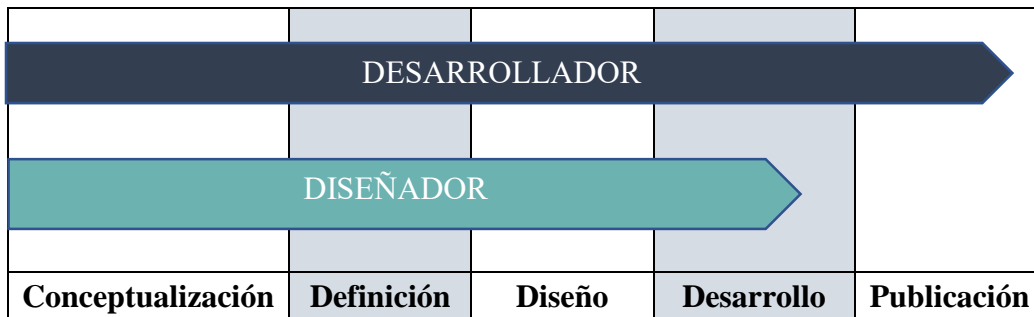 DESARROLLADOR
DISEÑADOR
Conceptualización Definición Diseño Desarrollo Publicación